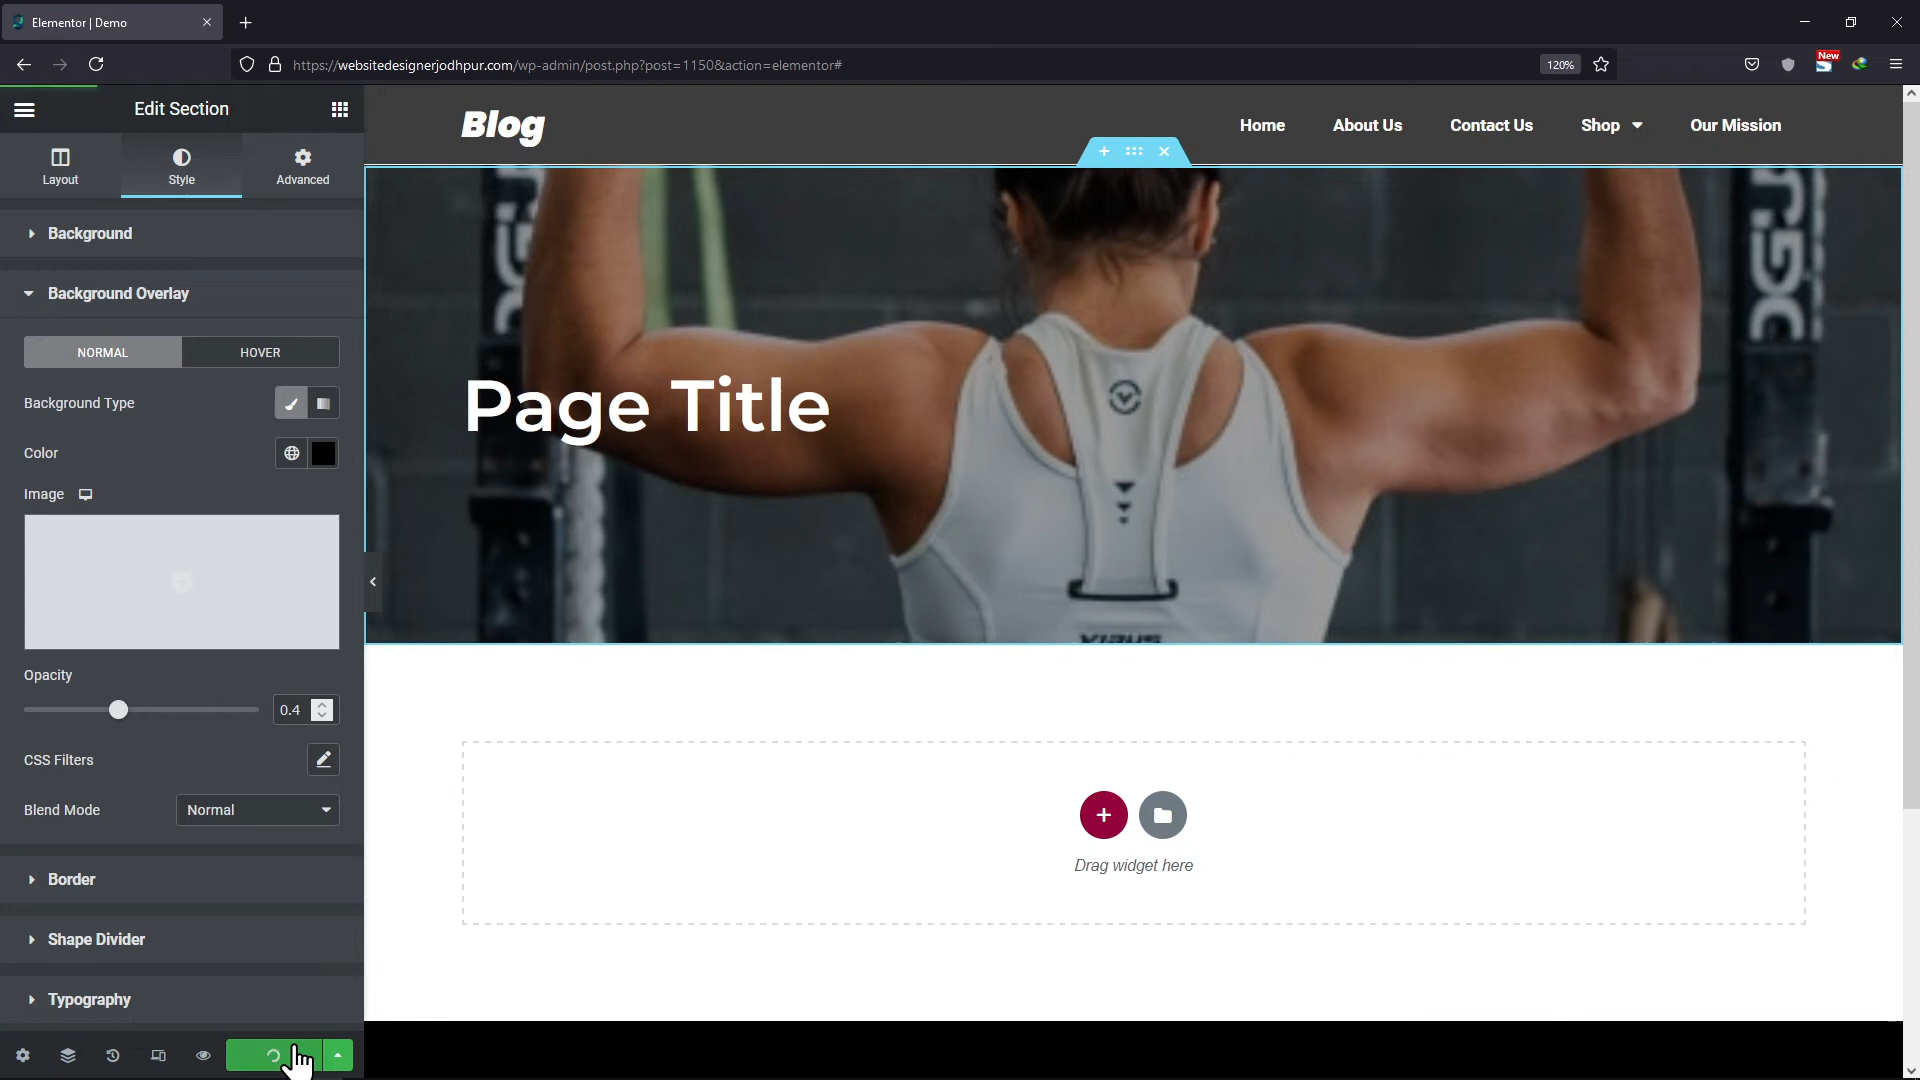 Elementor | Demo
https://websitedesignerjodhpur.com/wp-admin/post.php?post=1150&action=elementor#
120%
New
Edit Section
Layout
Style
Advanced
Background
Background Overlay
NORMAL
HOVER
Background Type
Color
Image
Opacity
0.4
CSS Filters
Blend Mode
Normal
Border
Shape Divider
Typography
Blog
Home
About Us
Contact Us
Shop
Our Mission
Page Title
Drag widget here